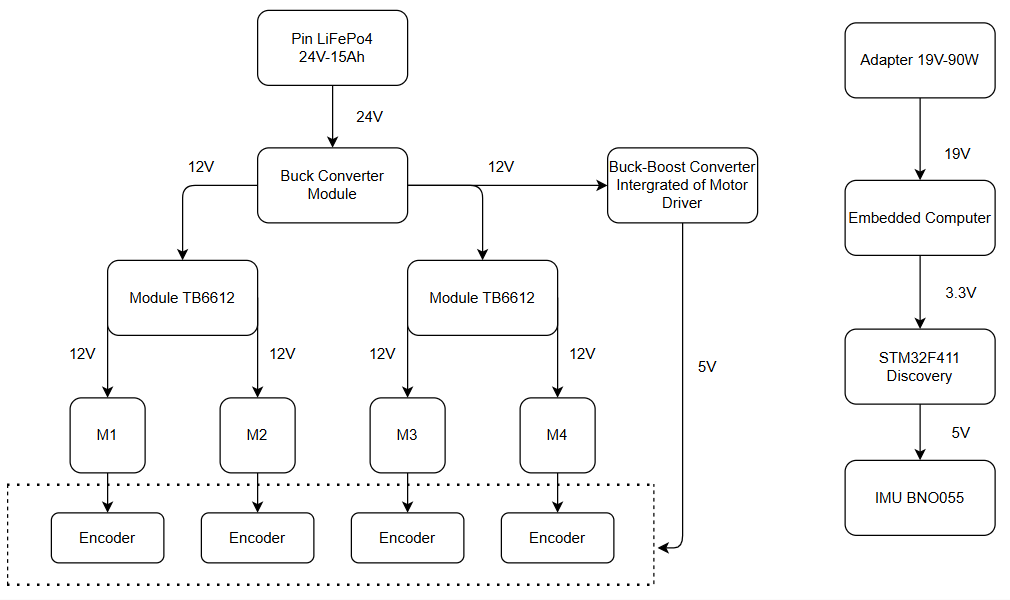 Pin LiFePo4
24V-15Ah
24V
12V
Buck Converter
Module
12V
Buck-Boost Converter
Intergrated of Motor
Driver
Module TB6612
Module TB6612
12V
12V
12V
12V
5V
M1
M2
M3
M4
Encoder
Encoder
Encoder
Encoder
Adapter 19V-90W
19V
Embedded Computer
3.3V
STM32F411
Discovery
5V
IMU BNO055